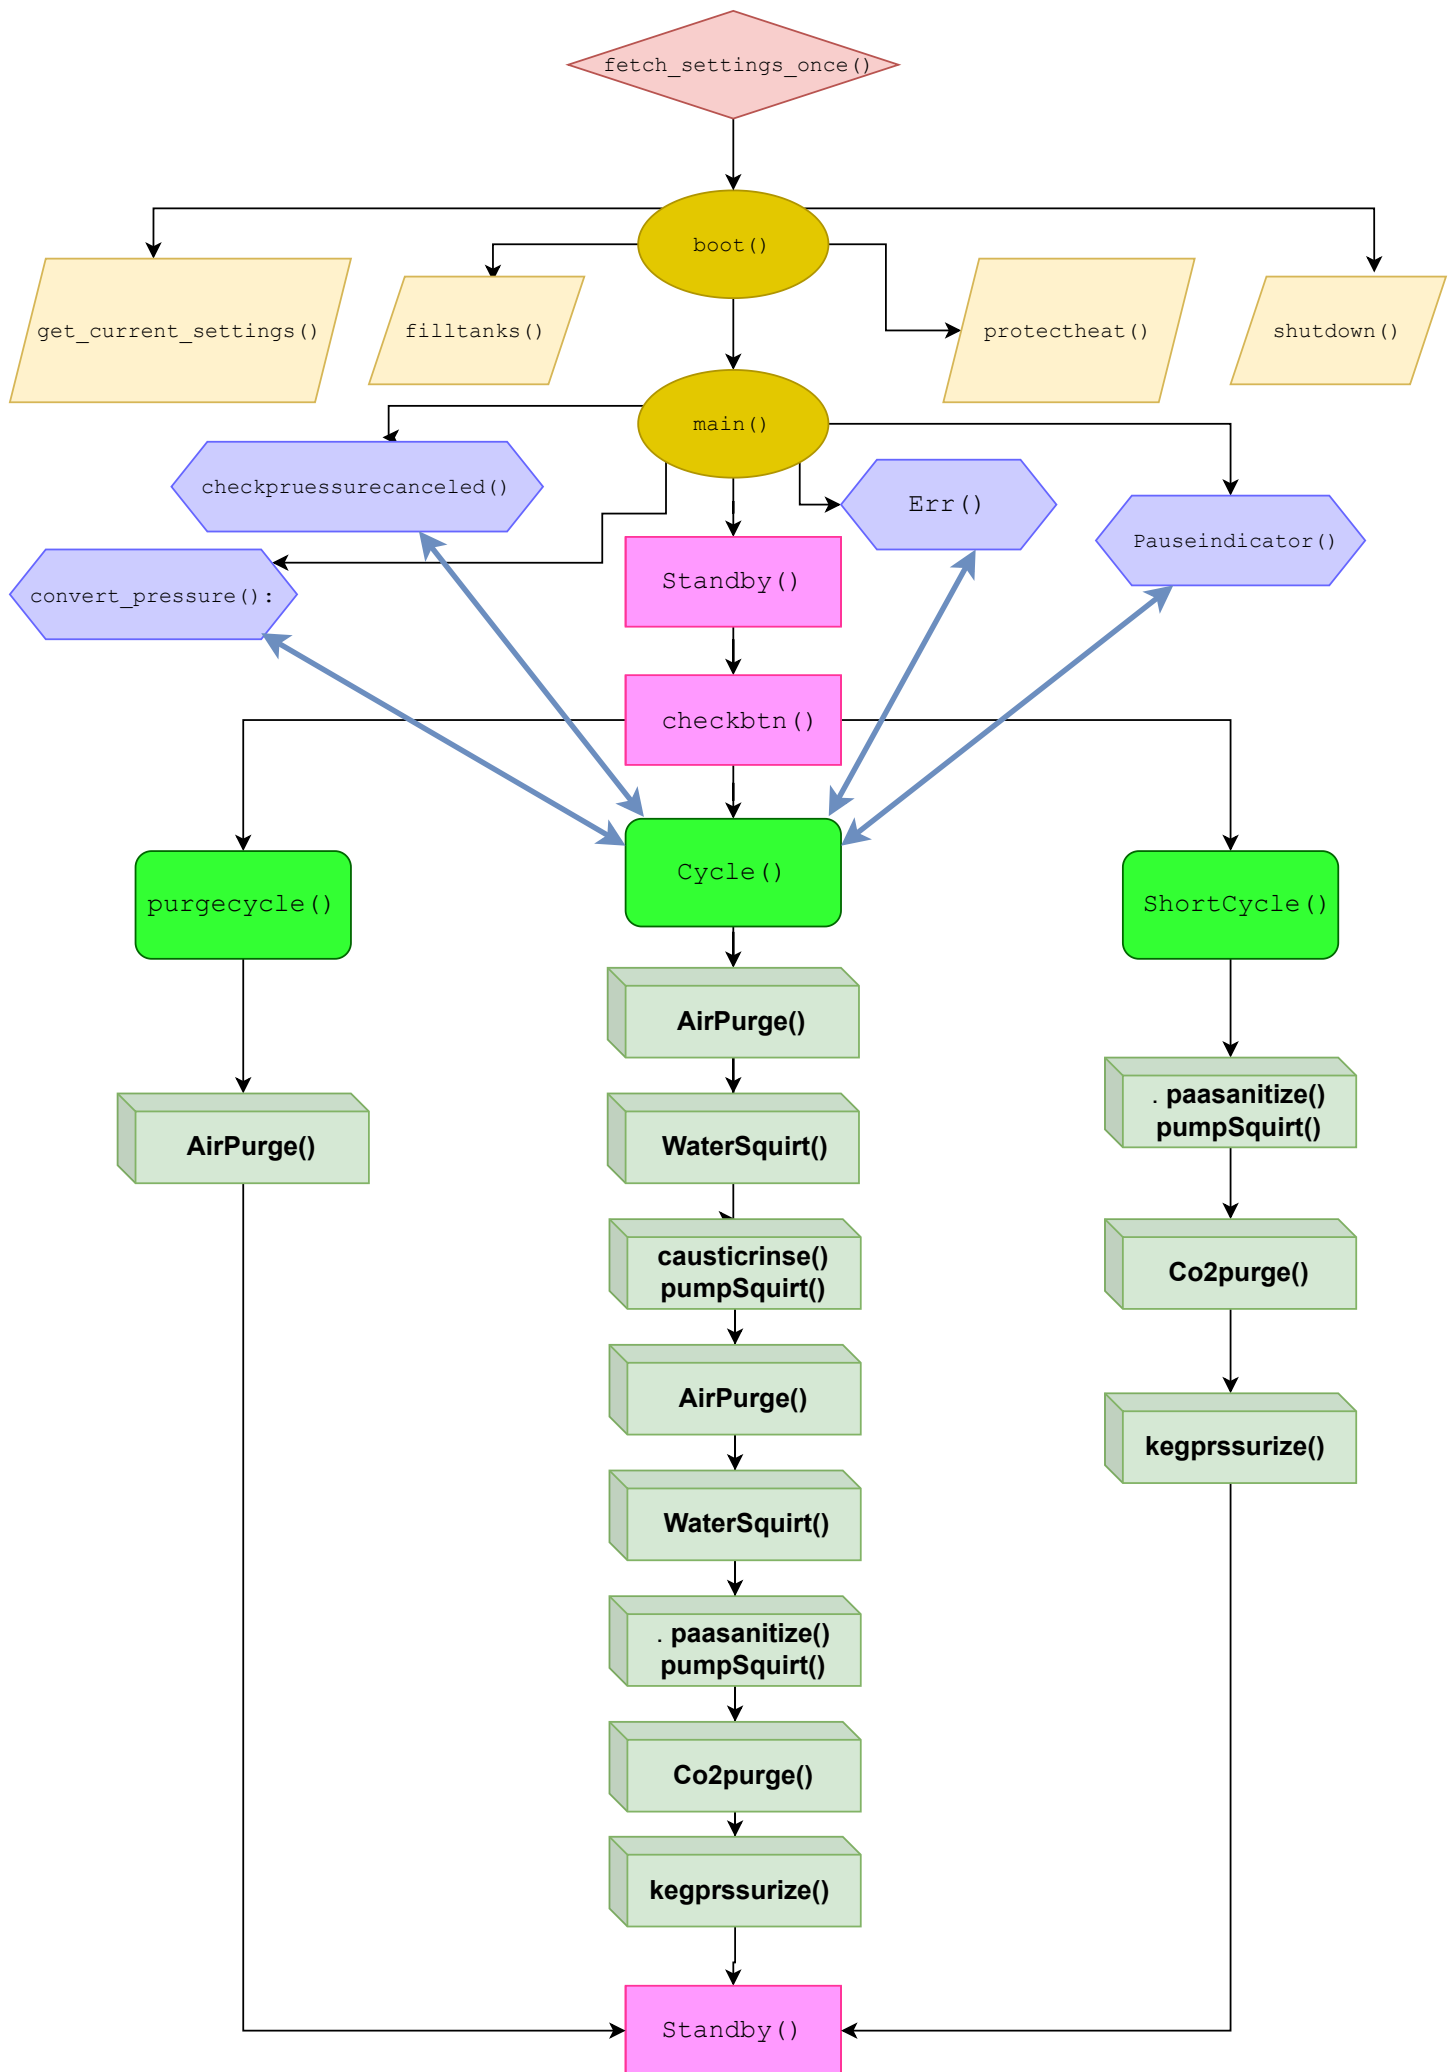 fetch_settings_once()
boot()
get_current_settings()
filltanks()
protectheat()
shutdown()
main()
checkpruessurecanceled()
Err()
Pauseindicator()
Standby()
convert_pressure():
checkbtn()
Cycle()
purgecycle()
ShortCycle()
AirPurge()
. paasanitize()
pumpSquirt()
AirPurge()
WaterSquirt()
causticrinse()
pumpSquirt()
Co2purge()
AirPurge()
kegprssurize()
WaterSquirt()
. paasanitize()
pumpSquirt()
Co2purge()
kegprssurize()
Standby()